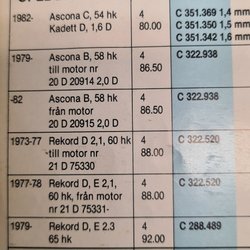 1982- Ascona C, 54 hk 4 C 351.369 1,4 mm
Kadett D, 1,6 D 80.00 C 351.350 1,5 mm
C 351.342 1,6 mm
1979- Ascona B, 58 hk 4 C 322.938
till motor nr 86.50
20 D 20914 2,0 D
-82 Ascona B, 58 hk 4 C 322.938
från motor 86.50
20 D 20915 2,0 D
1973-77 Rekord D 2,1, 60 hk 4 C 322.520
till motor nr 88.00
21 D 75330
1977-78 Rekord D, E 2,1, 4 C 322.520
60 hk, från motor 88.00
nr 21 D 75331-
1979- Rekord D, E 2.3 4 C 288.489
65 hk 92.00